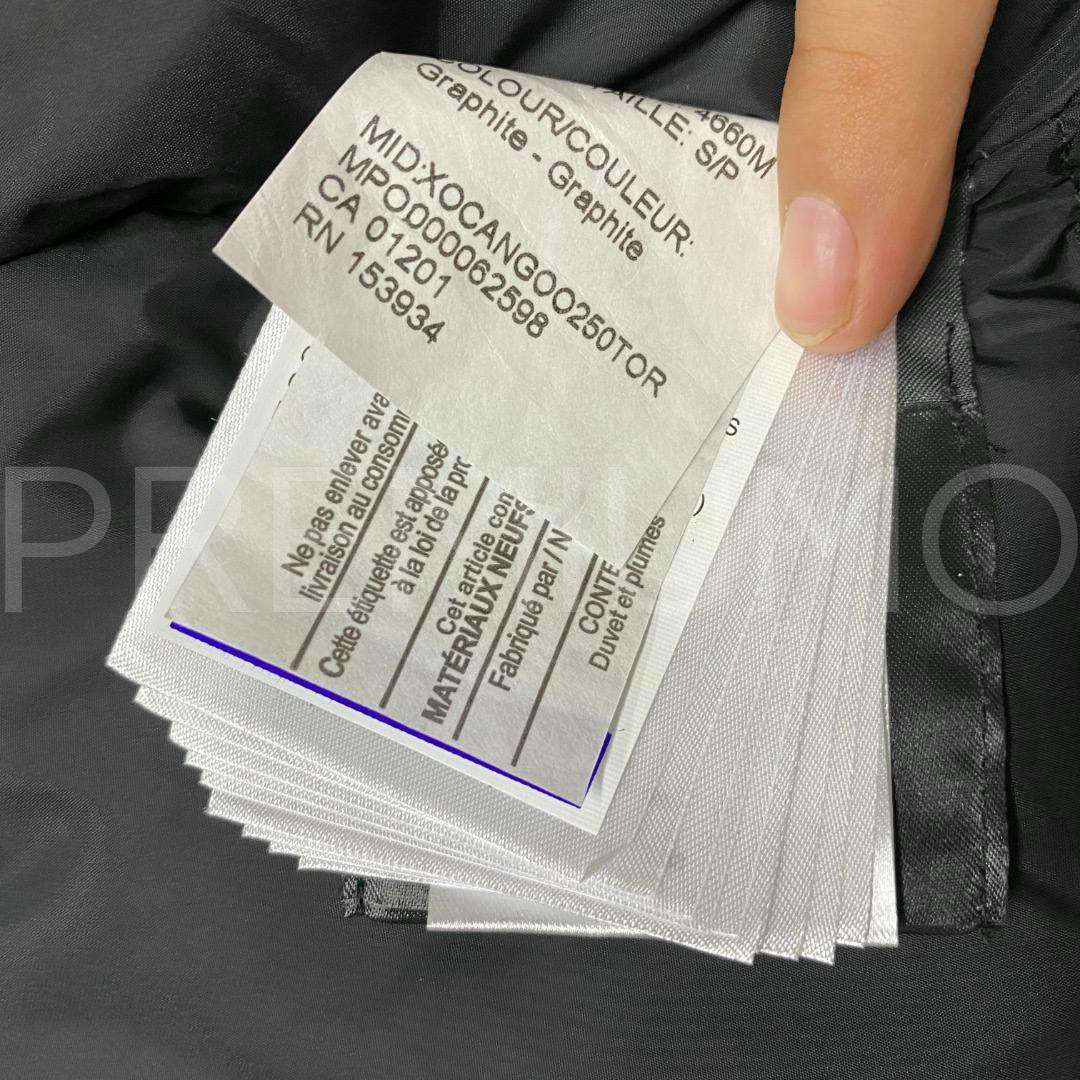 4660M
TAILLE: S/P
COLOUR/COULEUR:
Graphite - Graphite
MID:XOCANGOO250TOR
MPO000062598
CA 01201
RN 153934
Ne pas enlever ava
livraison au consom
Cette étiquette est apposé
à la loi de la pr
Cet article con
MATÉRIAUX NEUFS
Fabriqué par / N
CONTE
Duvet et plumes